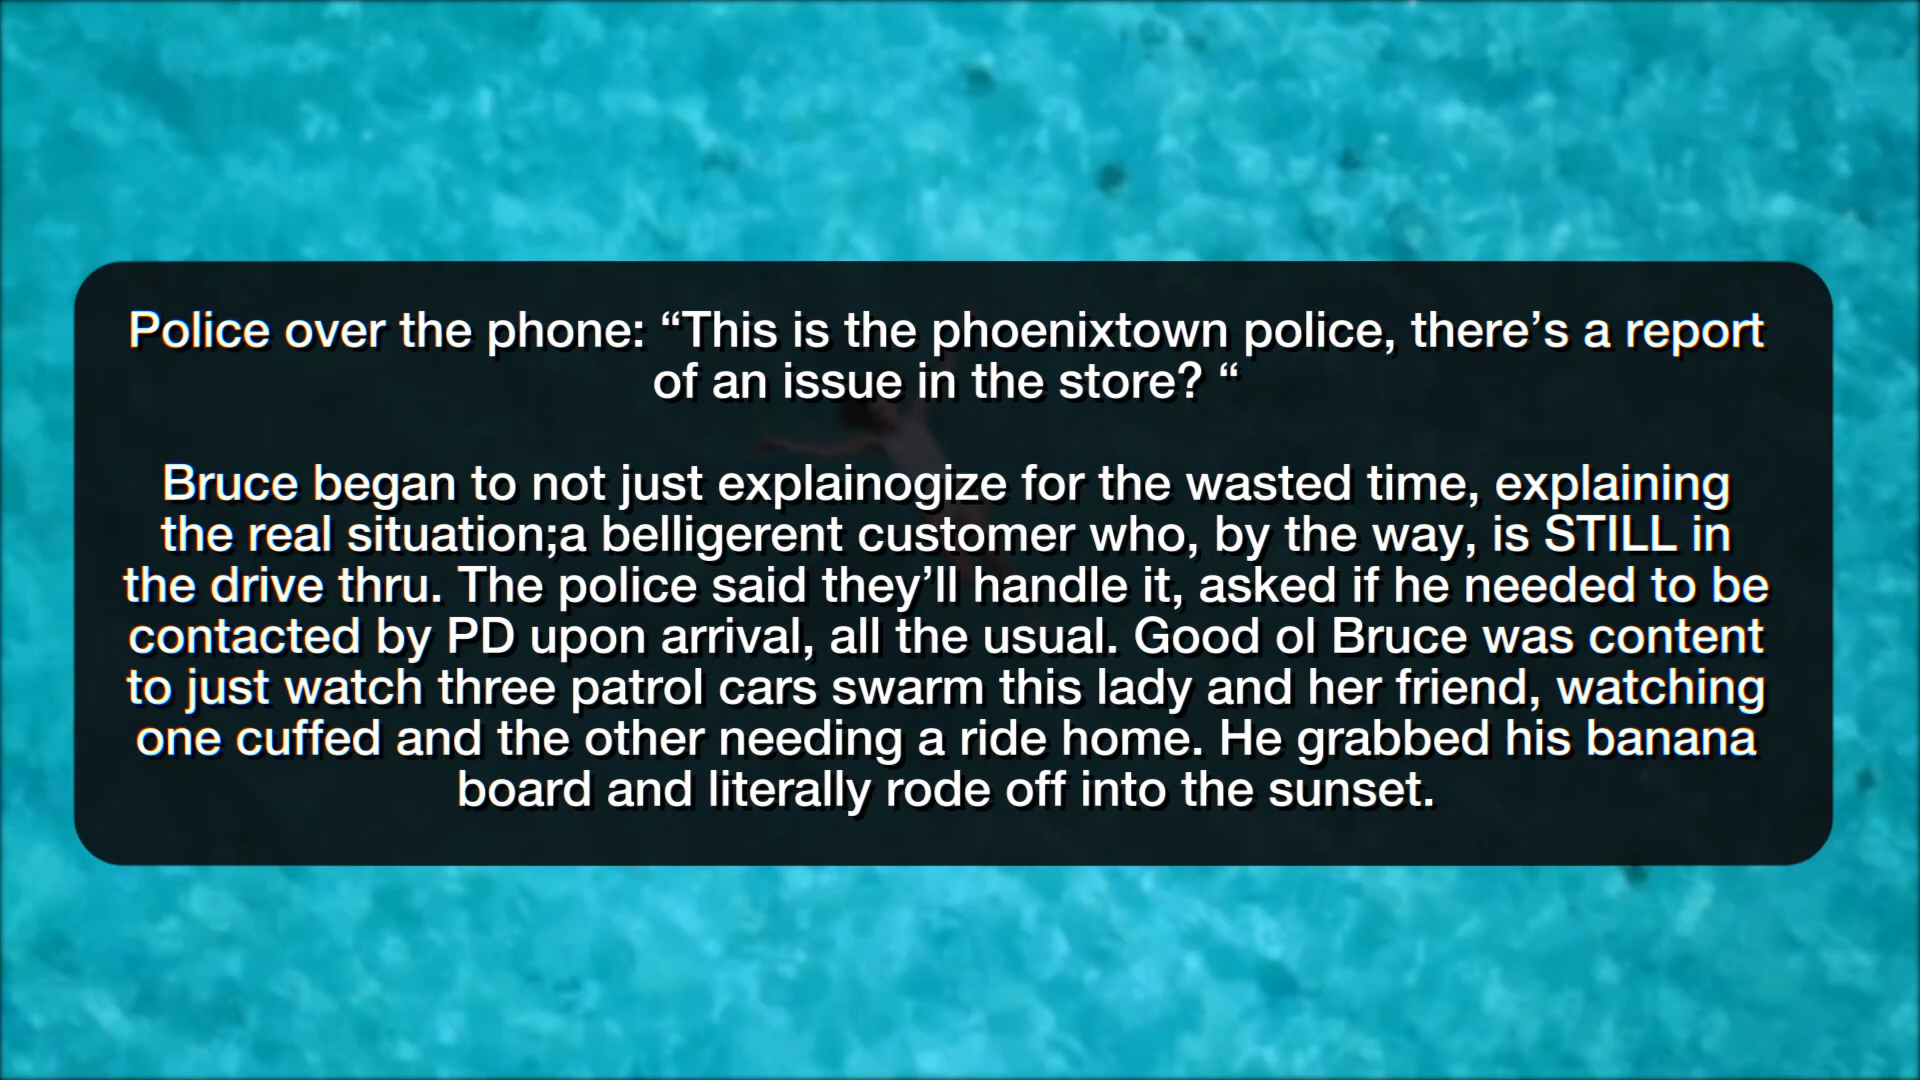 Police over the phone: “This is the phoenixtown police, there’s a report
of an issue in the store? “
Bruce began to not just explainogize for the wasted time, explaining
the real situation;a belligerent customer who, by the way, is STILL in
the drive thru. The police said they’ll handle it, asked if he needed to be
contacted by PD upon arrival, all the usual. Good ol Bruce was content
to just watch three patrol cars swarm this lady and her friend, watching
one cuffed and the other needing a ride home. He grabbed his banana
board and literally rode off into the sunset.